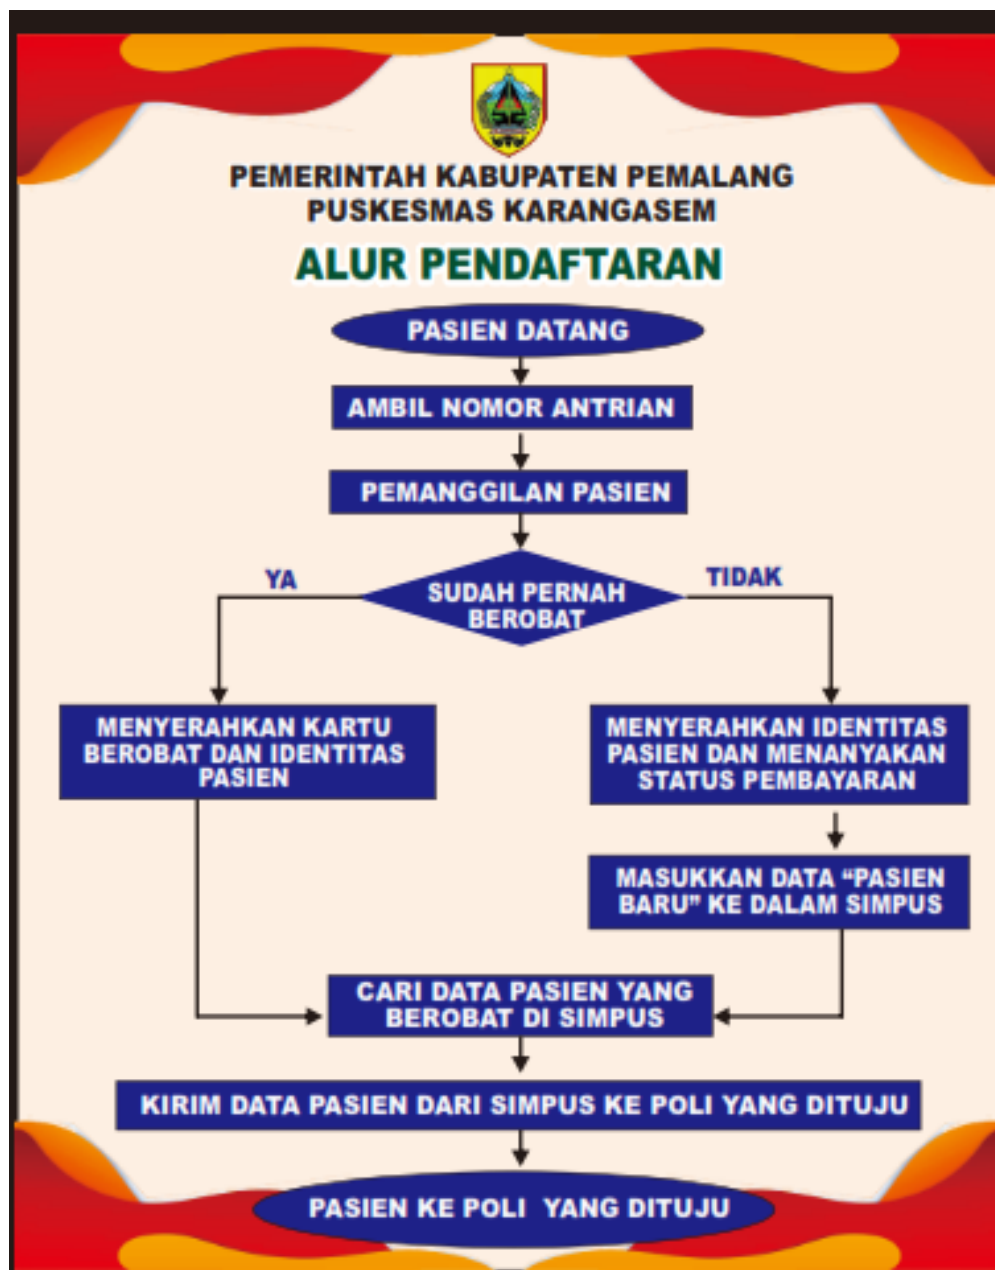 PEMERINTAH KABUPATEN PEMALANG
PUSKESMAS KARANGASEM
ALUR PENDAFTARAN
PASIEN DATANG
AMBIL NOMOR ANTRIAN
PEMANGGILAN PASIEN
SUDAH PERNAH
BEROBAT
YA
TIDAK
MENYERAHKAN KARTU
BEROBAT DAN IDENTITAS
PASIEN
MENYERAHKAN IDENTITAS
PASIEN DAN MENANYAKAN
STATUS PEMBAYARAN
MASUKKAN DATA “PASIEN
BARU” KE DALAM SIMPUS
CARI DATA PASIEN YANG
BEROBAT DI SIMPUS
KIRIM DATA PASIEN DARI SIMPUS KE POLI YANG DITUJU
PASIEN KE POLI YANG DITUJU